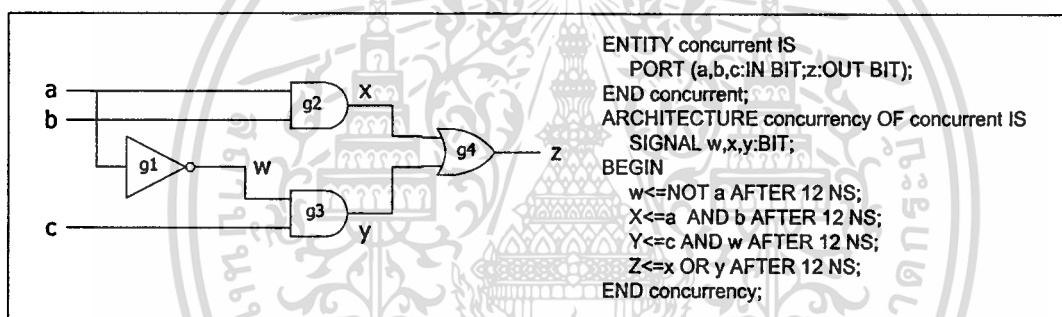 a
b
c
g1
g2
g3
g4
w
x
y
z
ENTITY concurrent IS
PORT (a,b,c:IN BIT;z:OUT BIT);
END concurrent;
ARCHITECTURE concurrency OF concurrent IS
SIGNAL w,x,y:BIT;
BEGIN
w<=NOT a AFTER 12 NS;
X<=a AND b AFTER 12 NS;
Y<=c AND w AFTER 12 NS;
Z<=x OR y AFTER 12 NS;
END concurrency;